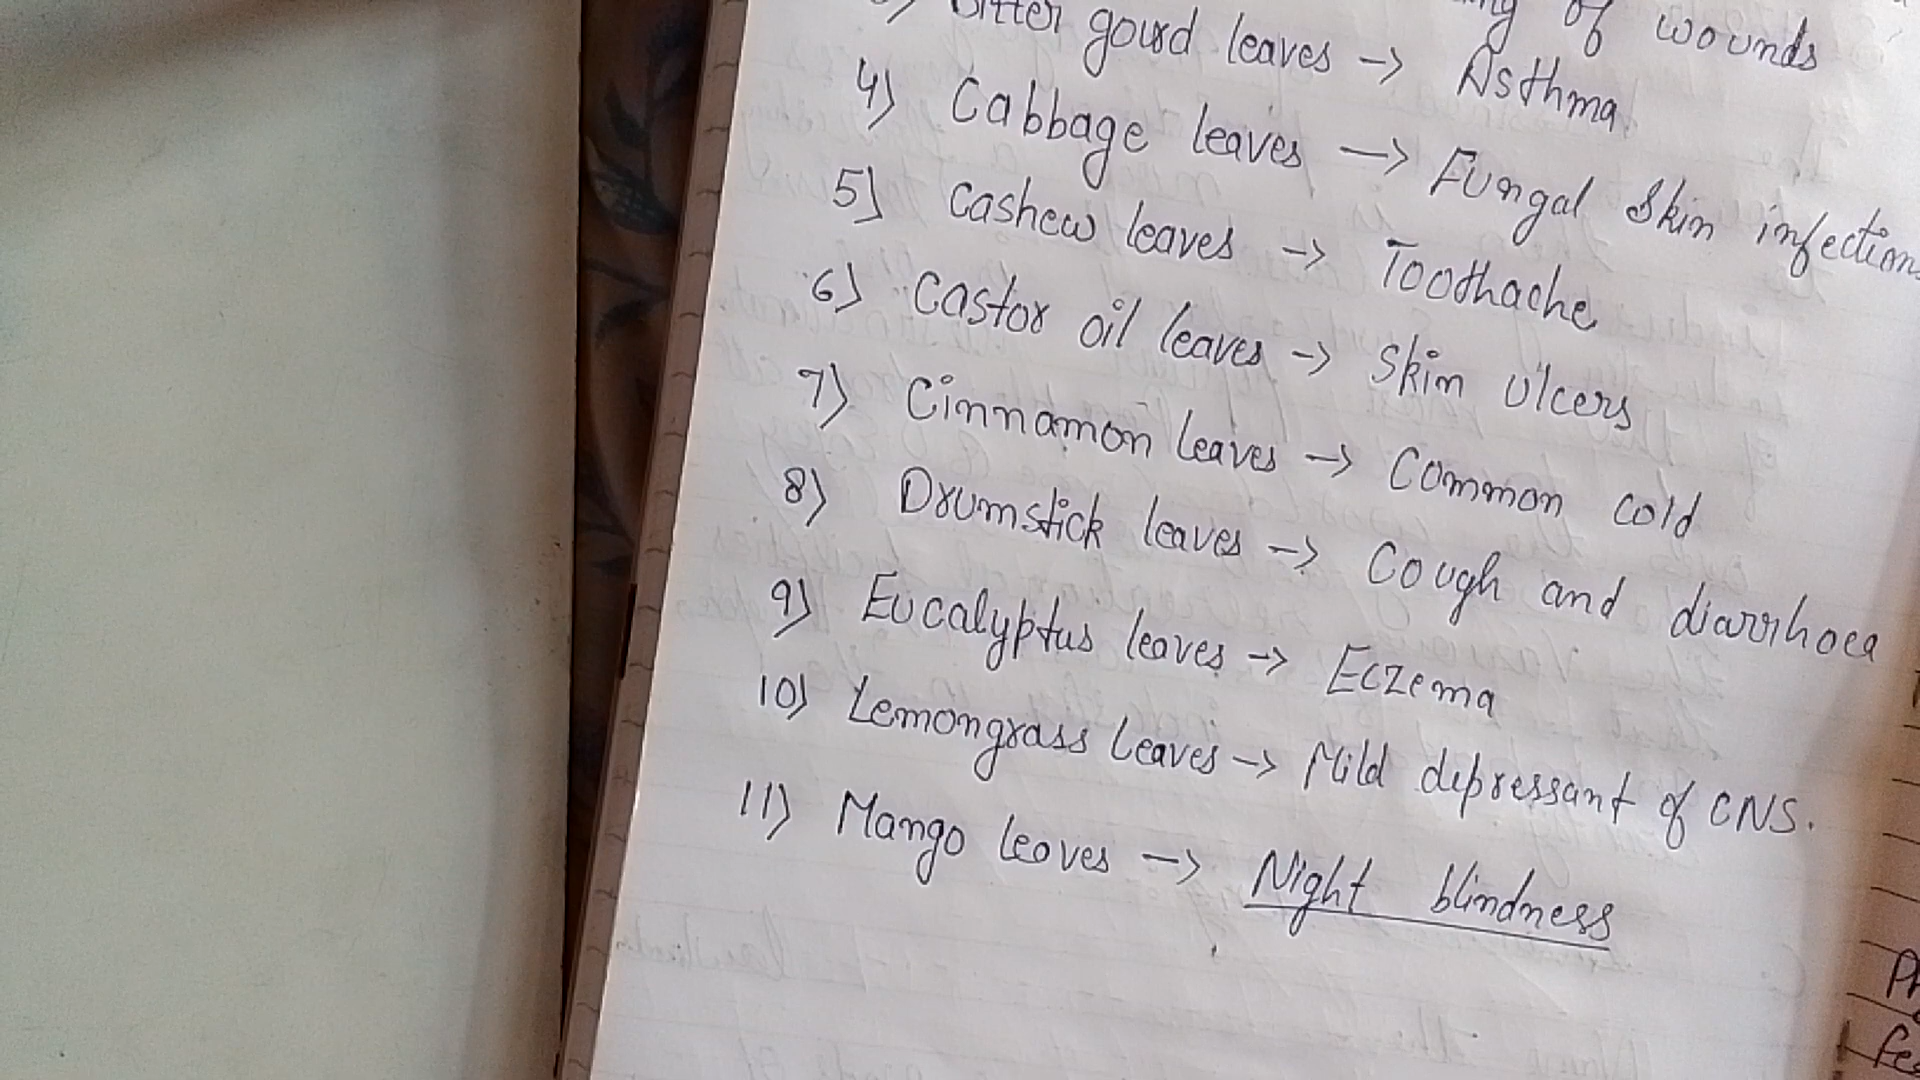 of wounds
Bitter gourd leaves -> Asthma
4) Cabbage leaves -> Fungal Skin infections
5) Cashew leaves -> Toothache
6) Castor oil leaves -> Skin Ulcers
7) Cinnamon leaves -> Common cold
8) Drumstick leaves -> Cough and diarrhoea
9) Eucalyptus leaves -> Eczema
10) Lemongrass leaves -> Mild depressant of CNS.
11) Mango leaves -> Night blindness